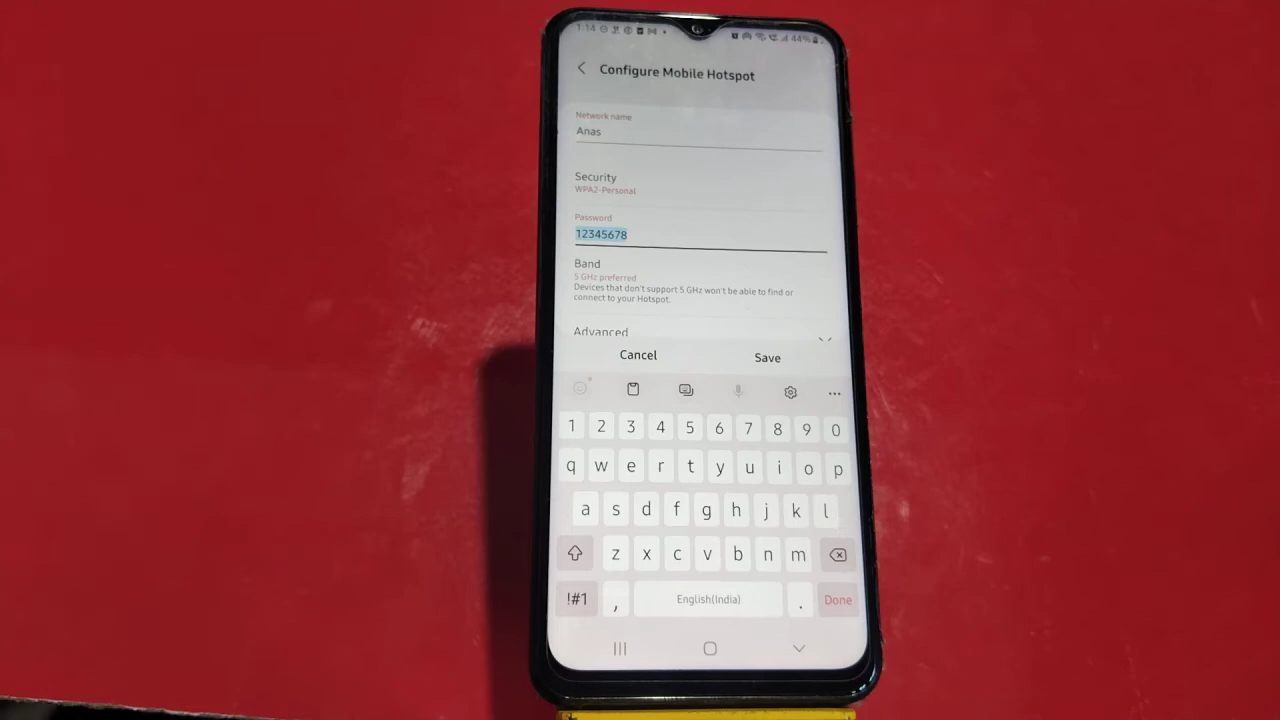 1:14 44%
Configure Mobile Hotspot
Network name
Anas
Security
WPA2-Personal
Password
12345678
Band
5 GHz preferred
Devices that don't support 5 GHz won't be able to find or
connect to your Hotspot.
Advanced
Cancel Save
1 2 3 4 5 6 7 8 9 0
q w e r t y u i o p
a s d f g h j k l
z x c v b n m
!#1 , English(India) . Done